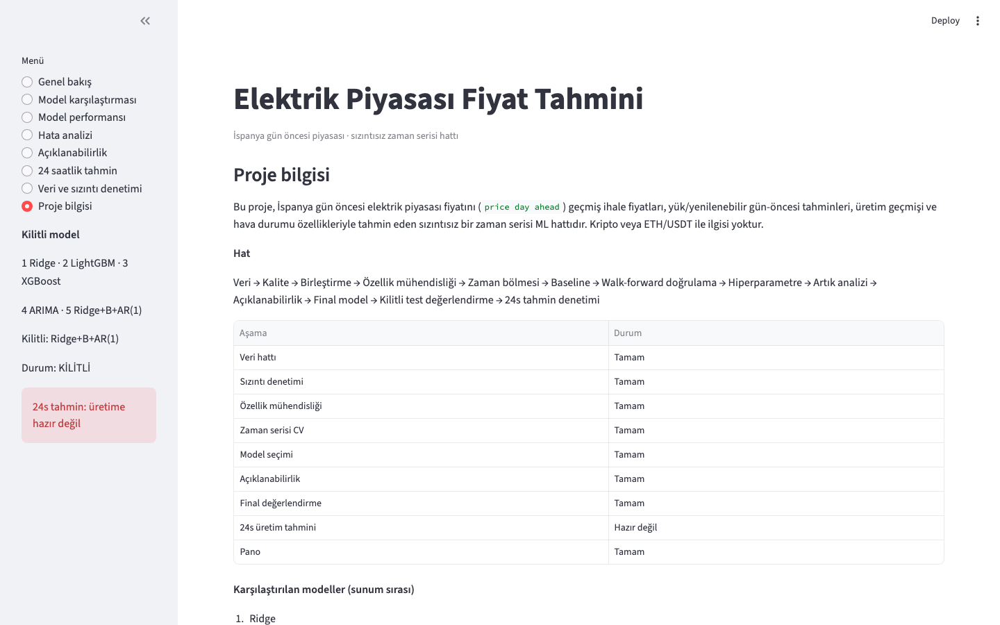 Deploy
Menü
Genel bakış
Model karşılaştırması
Model performansı
Hata analizi
Açıklanabilirlik
24 saatlik tahmin
Veri ve sızıntı denetimi
Proje bilgisi
Kilitli model
1 Ridge · 2 LightGBM · 3
XGBoost
4 ARIMA · 5 Ridge+B+AR(1)
Kilitli: Ridge+B+AR(1)
Durum: KİLİTLİ
24s tahmin: üretime
hazır değil
Elektrik Piyasası Fiyat Tahmini
İspanya gün öncesi piyasası · sızıntısız zaman serisi hattı
Proje bilgisi
Bu proje, İspanya gün öncesi elektrik piyasası fiyatını ( price day ahead ) geçmiş ihale fiyatları, yük/yenilenebilir gün-öncesi tahminleri, üretim geçmişi ve
hava durumu özellikleriyle tahmin eden sızıntısız bir zaman serisi ML hattıdır. Kripto veya ETH/USDT ile ilgisi yoktur.
Hat
Veri → Kalite → Birleştirme → Özellik mühendisliği → Zaman bölmesi → Baseline → Walk-forward doğrulama → Hiperparametre → Artık analizi →
Açıklanabilirlik → Final model → Kilitli test değerlendirme → 24s tahmin denetimi
Aşama Durum
Veri hattı Tamam
Sızıntı denetimi Tamam
Özellik mühendisliği Tamam
Zaman serisi CV Tamam
Model seçimi Tamam
Açıklanabilirlik Tamam
Final değerlendirme Tamam
24s üretim tahmini Hazır değil
Pano Tamam
Karşılaştırılan modeller (sunum sırası)
1. Ridge